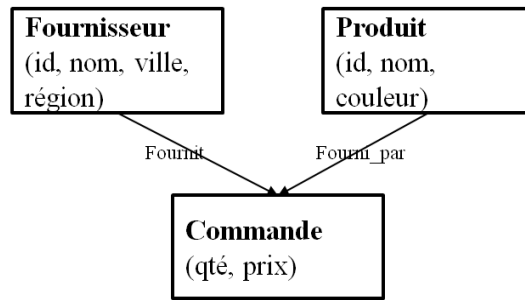 Fournisseur
(id, nom, ville,
région)
Produit
(id, nom,
couleur)
Fournit
Fourni_par
Commande
(qté, prix)